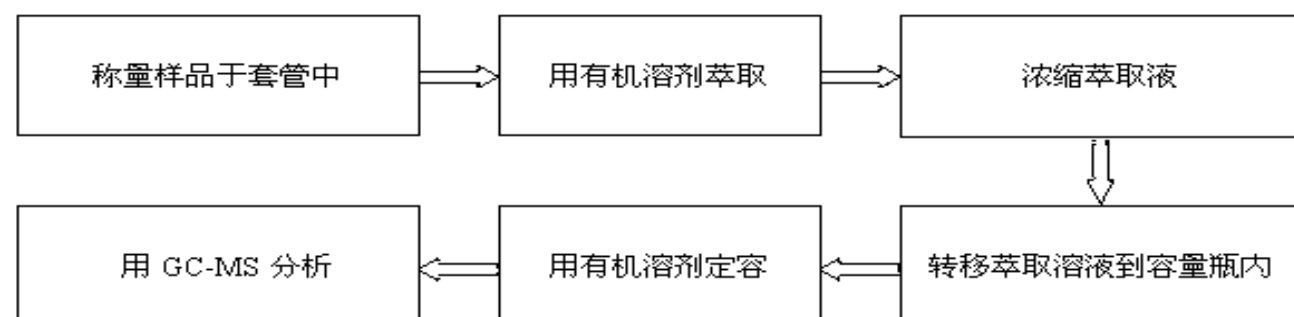 称量样品于套管中
用有机溶剂萃取
浓缩萃取液
转移萃取溶液到容量瓶内
用有机溶剂定容
用 GC-MS 分析